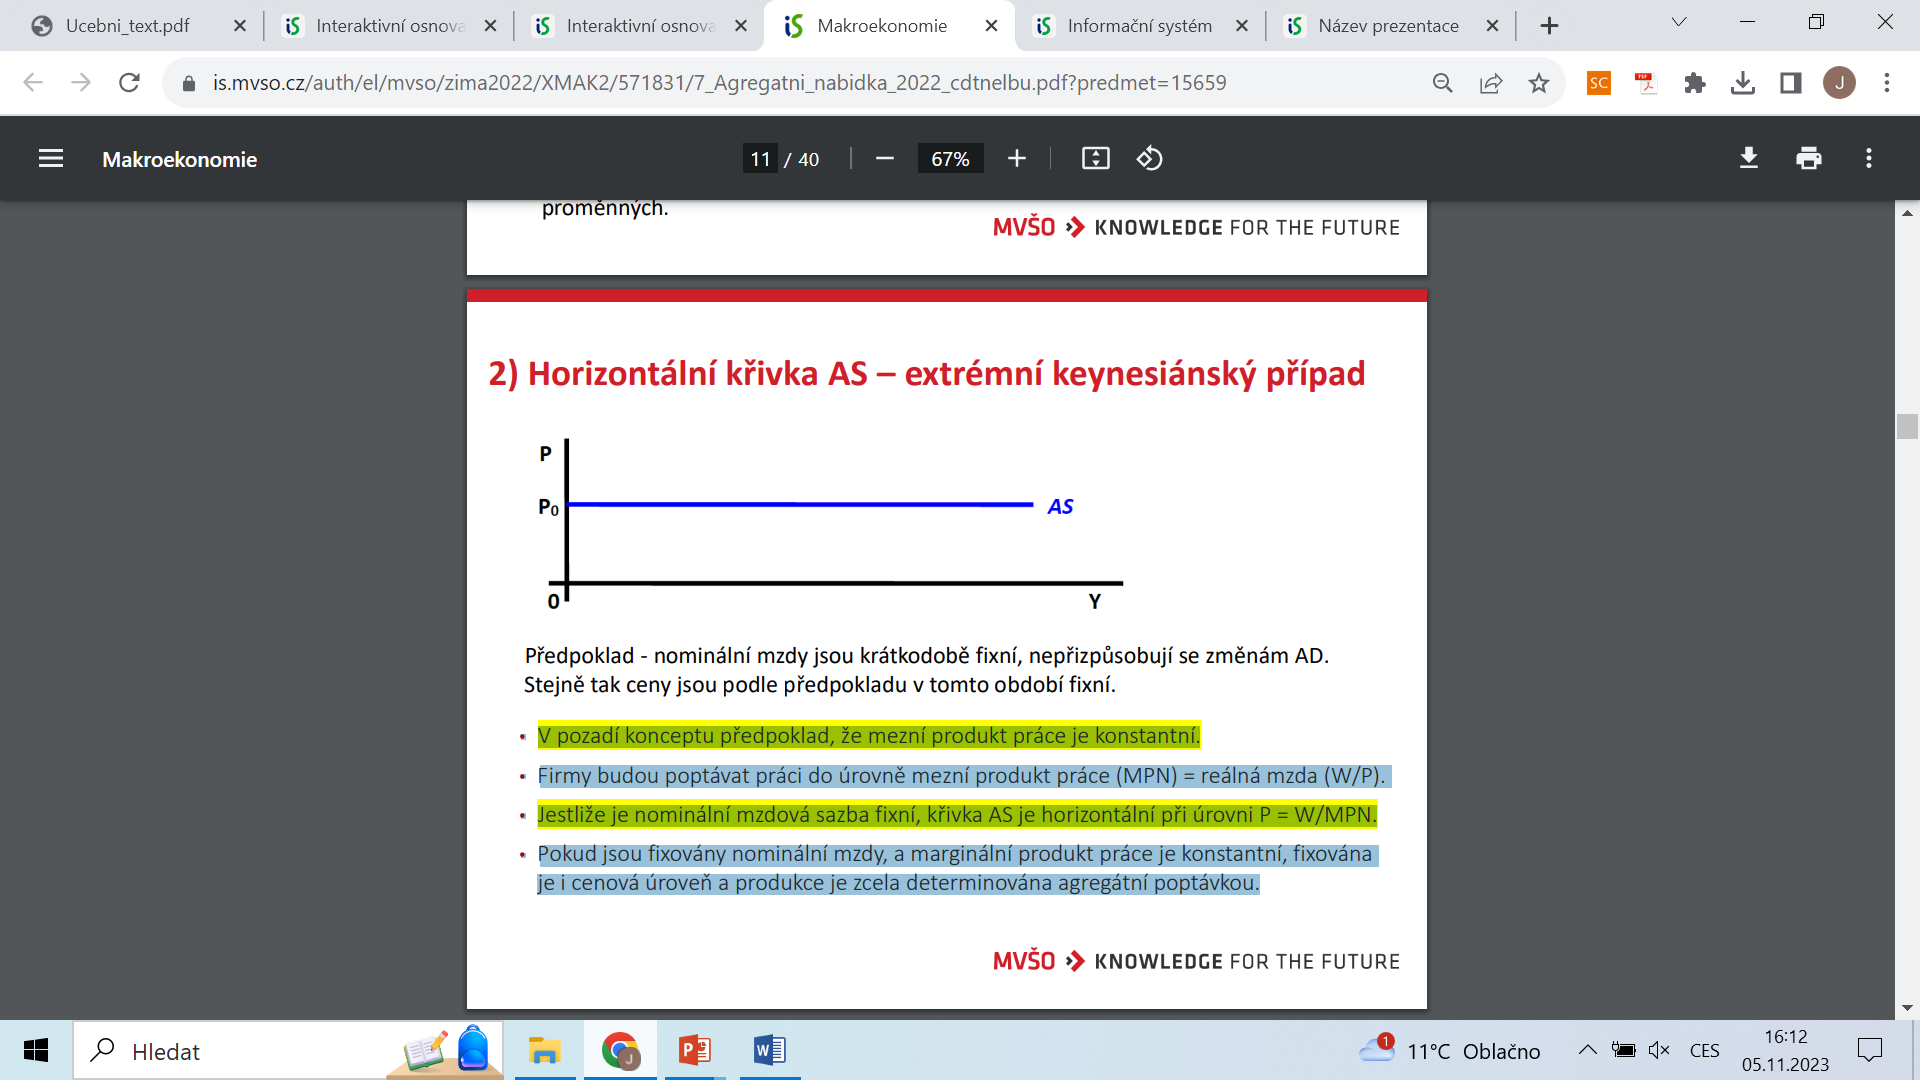 Ucebni_text.pdf
Interaktivní osnova
Interaktivní osnova
Makroekonomie
Informační systém
Název prezentace
is.mvso.cz/auth/el/mvso/zima2022/XMAK2/571831/7_Agregatni_nabidka_2022_cdtnelbu.pdf?predmet=15659
SC
PDF
J
Makroekonomie
11 / 40
67%
proměnných.
MVŠO KNOWLEDGE FOR THE FUTURE
2) Horizontální křivka AS – extrémní keynesiánský případ
P
P₀
AS
0
Y
Předpoklad - nominální mzdy jsou krátkodobě fixní, nepřizpůsobují se změnám AD.
Stejně tak ceny jsou podle předpokladu v tomto období fixní.
• V pozadí konceptu předpoklad, že mezní produkt práce je konstantní.
• Firmy budou poptávat práci do úrovně mezní produkt práce (MPN) = reálná mzda (W/P).
• Jestliže je nominální mzdová sazba fixní, křivka AS je horizontální při úrovni P = W/MPN.
• Pokud jsou fixovány nominální mzdy, a marginální produkt práce je konstantní, fixována
je i cenová úroveň a produkce je zcela determinována agregátní poptávkou.
MVŠO KNOWLEDGE FOR THE FUTURE
Hledat
J
P
W
1
11°C Oblačno
CES
16:12
05.11.2023